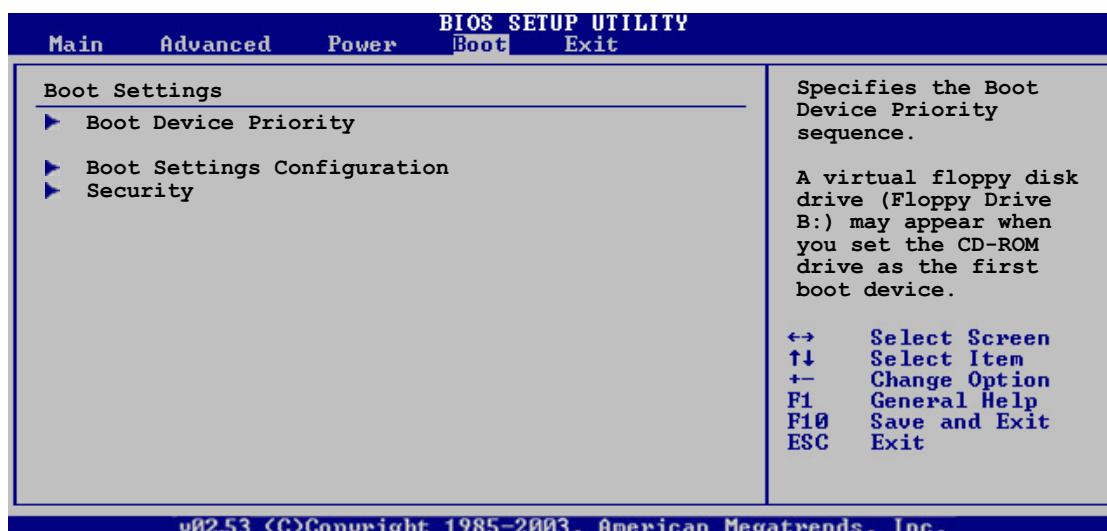 BIOS SETUP UTILITY
Main Advanced Power Boot Exit
Boot Settings
Boot Device Priority
Boot Settings Configuration
Security
Specifies the Boot
Device Priority
sequence.
A virtual floppy disk
drive (Floppy Drive
B:) may appear when
you set the CD-ROM
drive as the first
boot device.
←→ Select Screen
↑↓ Select Item
+- Change Option
F1 General Help
F10 Save and Exit
ESC Exit
v02.53 (C)Copyright 1985-2003, American Megatrends, Inc.